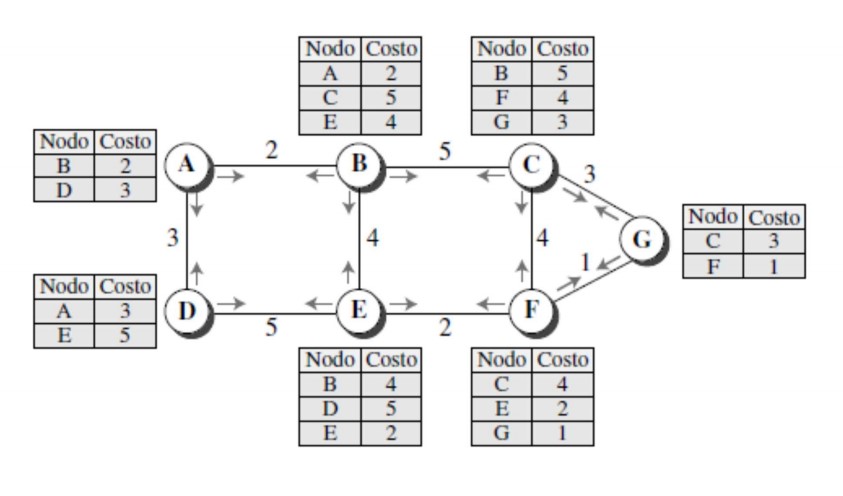 Nodo Costo
A 2
C 5
E 4
Nodo Costo
B 5
F 4
G 3
Nodo Costo
B 2
D 3
A
2
B
5
C
3
G
Nodo Costo
C 3
F 1
3
4
4
1
Nodo Costo
A 3
E 5
D
5
E
2
F
Nodo Costo
B 4
D 5
E 2
Nodo Costo
C 4
E 2
G 1